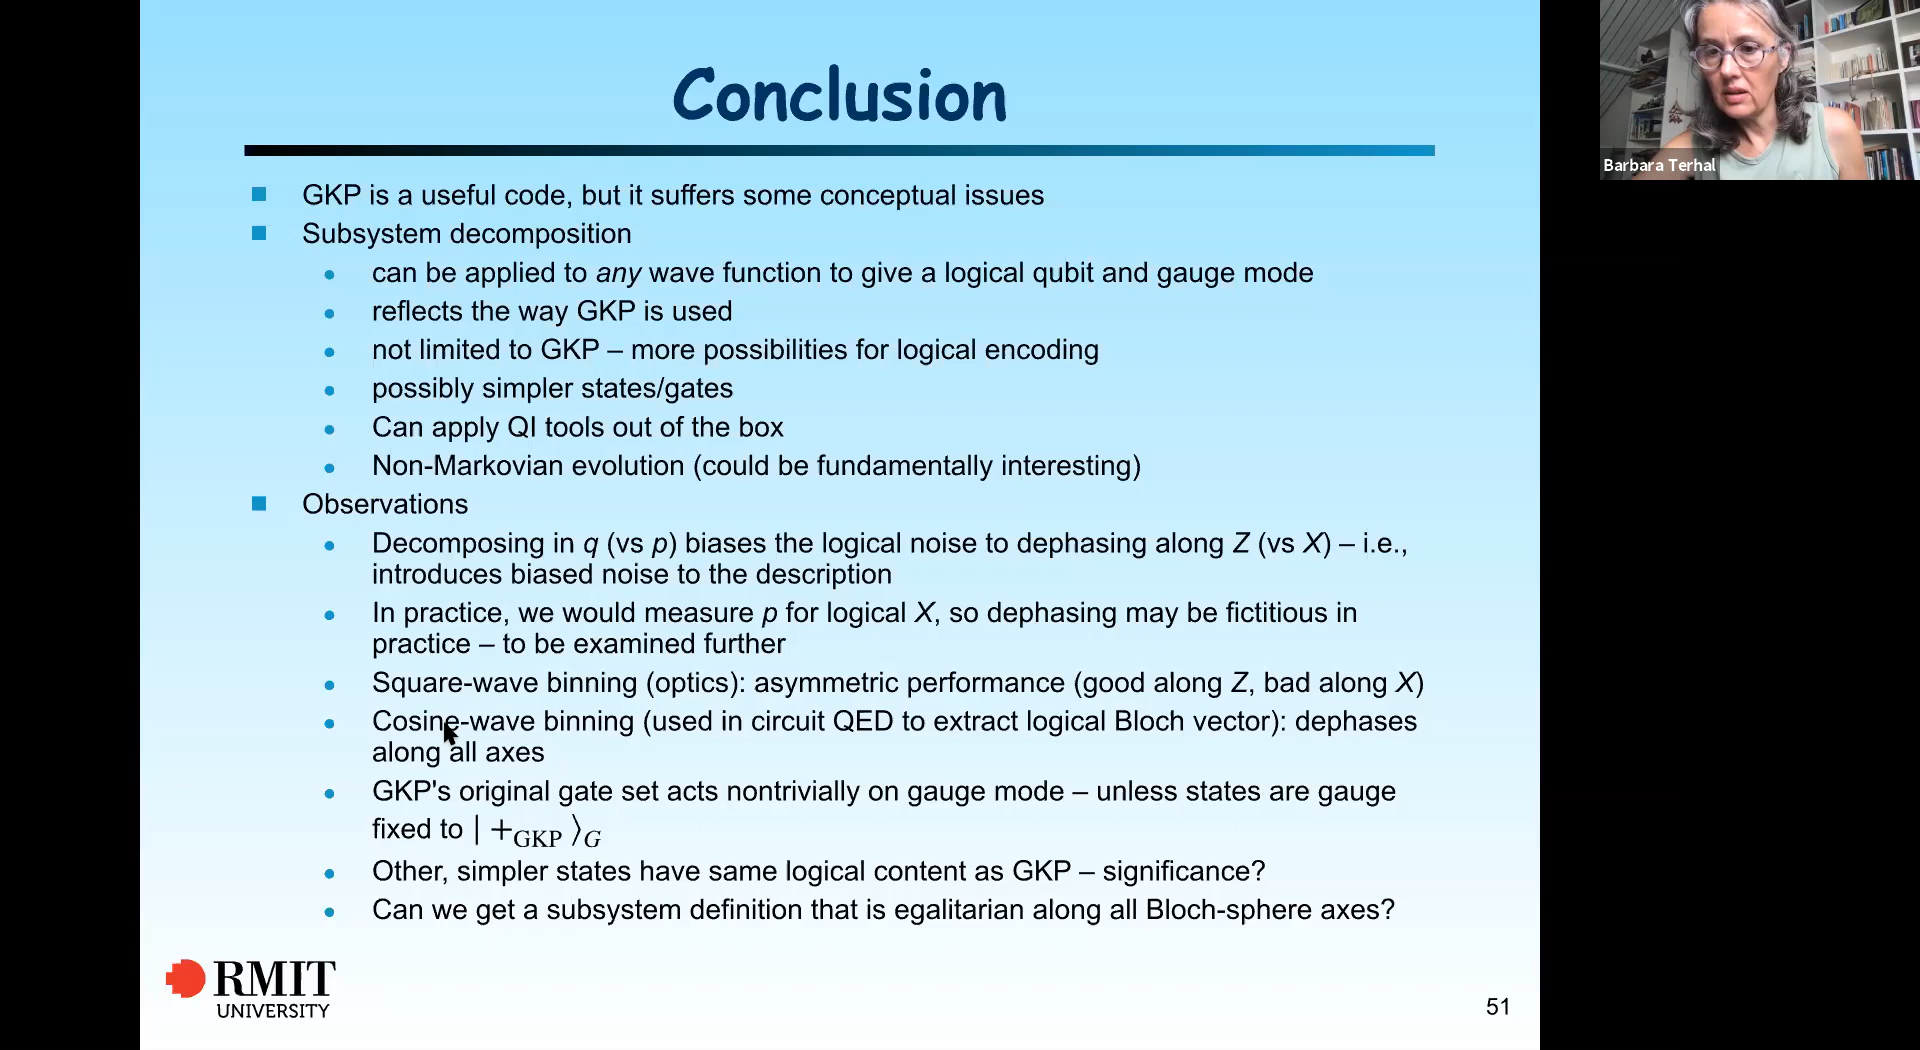 Conclusion
GKP is a useful code, but it suffers some conceptual issues
Subsystem decomposition
can be applied to any wave function to give a logical qubit and gauge mode
reflects the way GKP is used
not limited to GKP – more possibilities for logical encoding
possibly simpler states/gates
Can apply QI tools out of the box
Non-Markovian evolution (could be fundamentally interesting)
Observations
Decomposing in q (vs p) biases the logical noise to dephasing along Z (vs X) – i.e.,
introduces biased noise to the description
In practice, we would measure p for logical X, so dephasing may be fictitious in
practice – to be examined further
Square-wave binning (optics): asymmetric performance (good along Z, bad along X)
Cosine-wave binning (used in circuit QED to extract logical Bloch vector): dephases
along all axes
GKP's original gate set acts nontrivially on gauge mode – unless states are gauge
fixed to | +GKP ⟩G
Other, simpler states have same logical content as GKP – significance?
Can we get a subsystem definition that is egalitarian along all Bloch-sphere axes?
RMIT
UNIVERSITY
51
Barbara Terhal